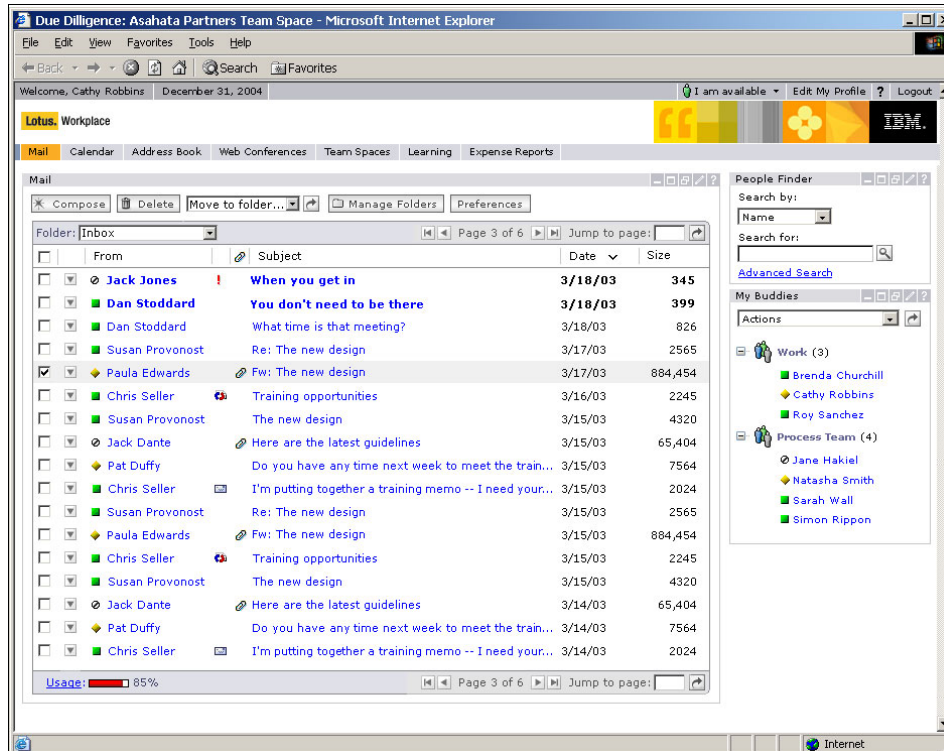 Due Dilligence: Asahata Partners Team Space - Microsoft Internet Explorer
File Edit View Favorites Tools Help
Back Search Favorites
Welcome, Cathy Robbins December 31, 2004 I am available Edit My Profile ? Logout
Lotus. Workplace IBM.
Mail Calendar Address Book Web Conferences Team Spaces Learning Expense Reports
Mail
Compose Delete Move to folder... Manage Folders Preferences
Folder: Inbox Page 3 of 6 Jump to page:
From Subject Date Size
Jack Jones ! When you get in 3/18/03 345
Dan Stoddard You don't need to be there 3/18/03 399
Dan Stoddard What time is that meeting? 3/18/03 826
Susan Provonost Re: The new design 3/17/03 2565
Paula Edwards Fw: The new design 3/17/03 884,454
Chris Seller Training opportunities 3/16/03 2245
Susan Provonost The new design 3/15/03 4320
Jack Dante Here are the latest guidelines 3/15/03 65,404
Pat Duffy Do you have any time next week to meet the train... 3/15/03 7564
Chris Seller I'm putting together a training memo -- I need your... 3/15/03 2024
Susan Provonost Re: The new design 3/15/03 2565
Paula Edwards Fw: The new design 3/15/03 884,454
Chris Seller Training opportunities 3/15/03 2245
Susan Provonost The new design 3/15/03 4320
Jack Dante Here are the latest guidelines 3/14/03 65,404
Pat Duffy Do you have any time next week to meet the train... 3/14/03 7564
Chris Seller I'm putting together a training memo -- I need your... 3/14/03 2024
Usage: 85% Page 3 of 6 Jump to page:
People Finder
Search by:
Name
Search for:
Advanced Search
My Buddies
Actions
Work (3)
Brenda Churchill
Cathy Robbins
Roy Sanchez
Process Team (4)
Jane Hakiel
Natasha Smith
Sarah Wall
Simon Rippon
Internet